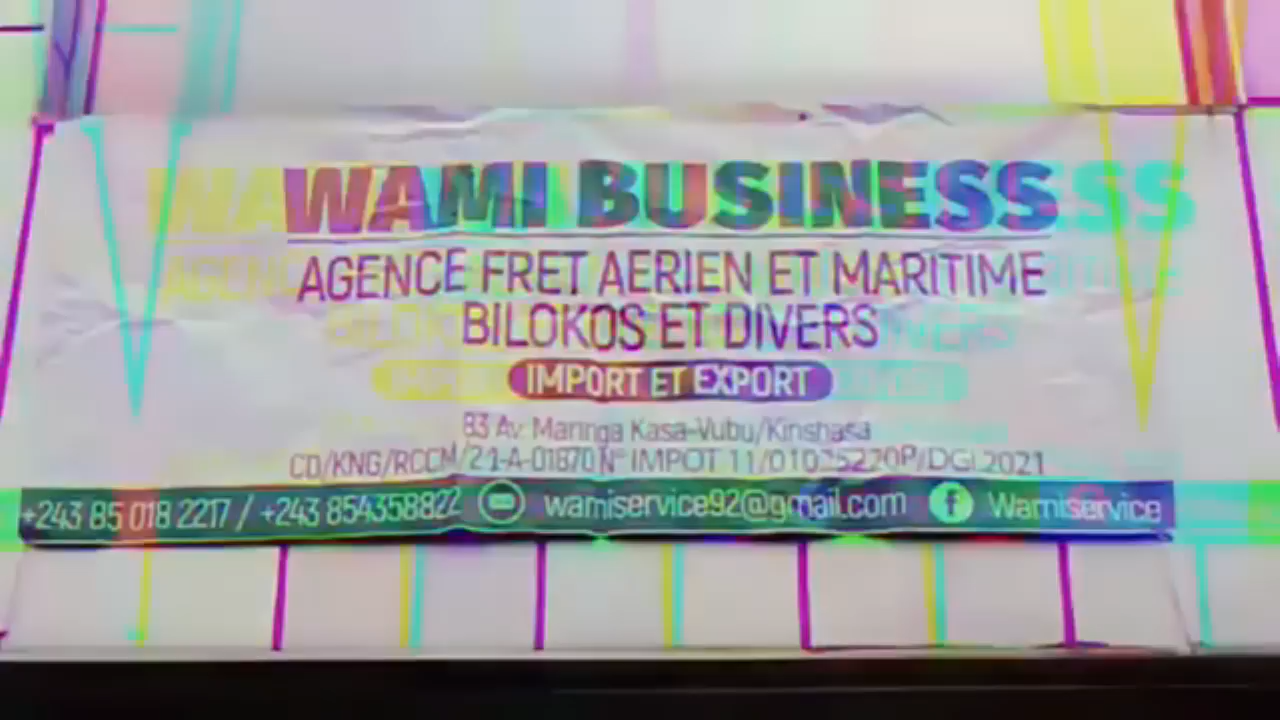 WAMI BUSINESS
AGENCE FRET AERIEN ET MARITIME
BILOKOS ET DIVERS
IMPORT ET EXPORT
83 Av. Maringa Kasa-Vubu/Kinshasa
CD/KNG/RCCM/21-A-01870 N° IMPOT 11/DGI 2021
+243 85 018 2217 / +243 854358822 wamiservice92@gmail.com f Wamiservice